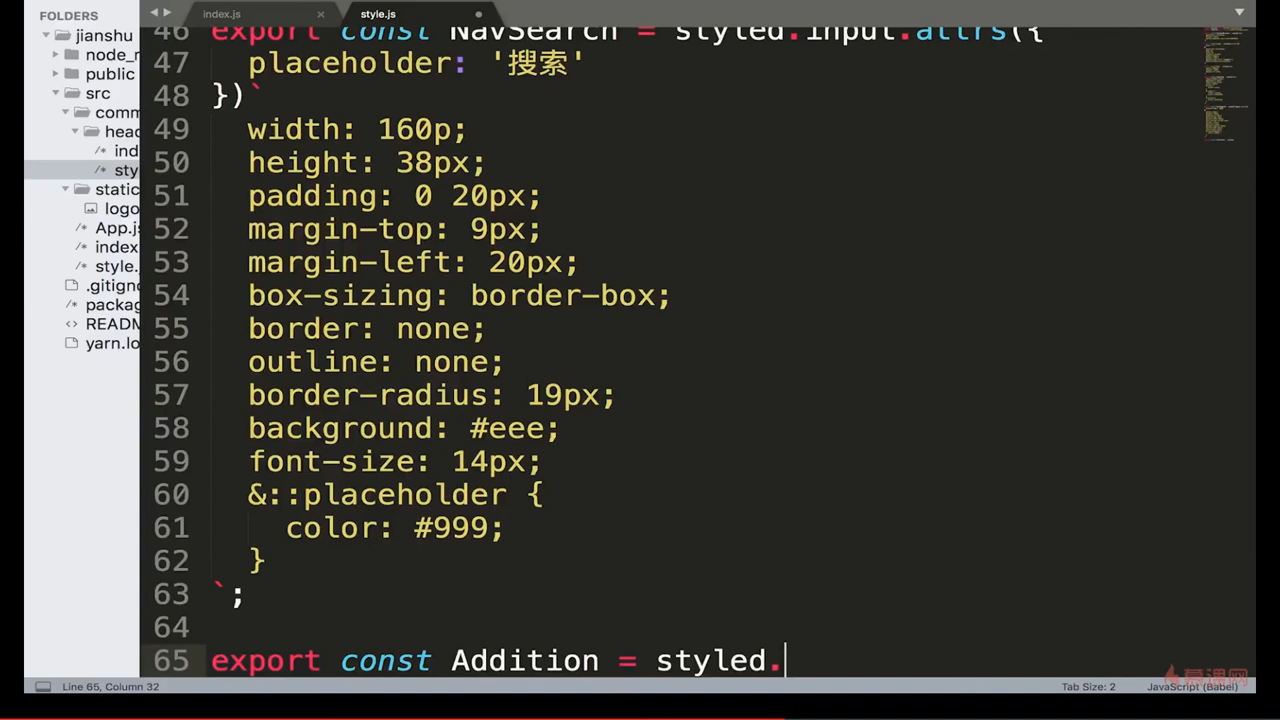 FOLDERS
jianshu
node_m
public
src
comm
head
ind
sty
static
logo
App.js
index
style.
.gitigno
packag
READM
yarn.lo
index.js
style.js
46 export const NavSearch = styled.input.attrs({
47 placeholder: '搜索'
48 })`
49 width: 160p;
50 height: 38px;
51 padding: 0 20px;
52 margin-top: 9px;
53 margin-left: 20px;
54 box-sizing: border-box;
55 border: none;
56 outline: none;
57 border-radius: 19px;
58 background: #eee;
59 font-size: 14px;
60 &::placeholder {
61 color: #999;
62 }
63 `;
64
65 export const Addition = styled.
慕课网
Line 65, Column 32
Tab Size: 2
JavaScript (Babel)